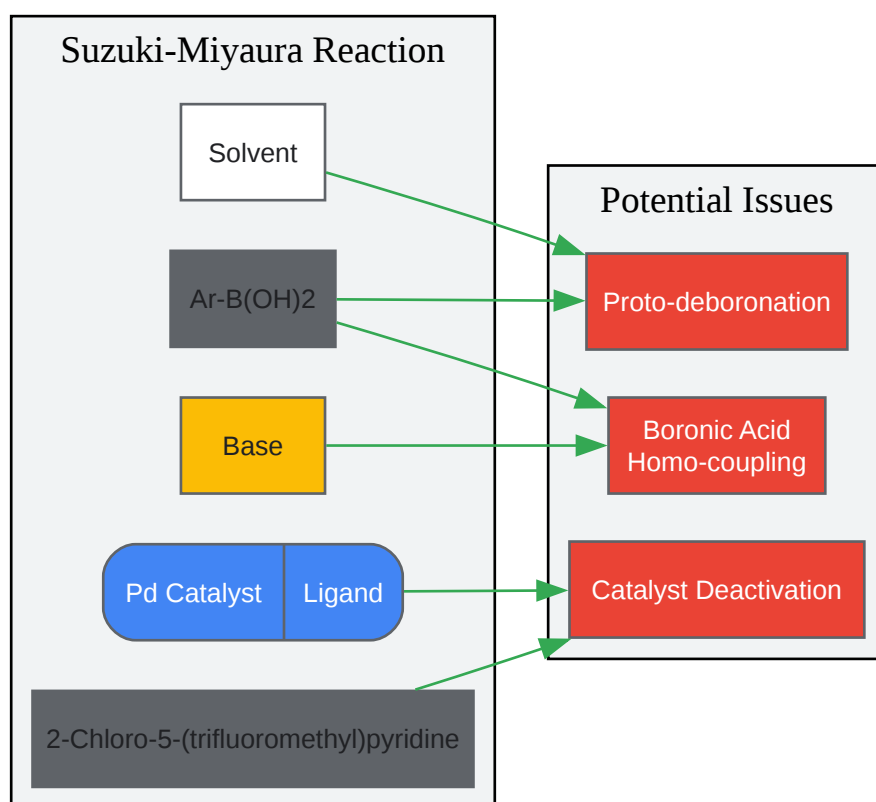 Suzuki-Miyaura Reaction
Solvent
Ar-B(OH)2
Base
Pd Catalyst
Ligand
2-Chloro-5-(trifluoromethyl)pyridine
Potential Issues
Proto-deboronation
Boronic Acid
Homo-coupling
Catalyst Deactivation